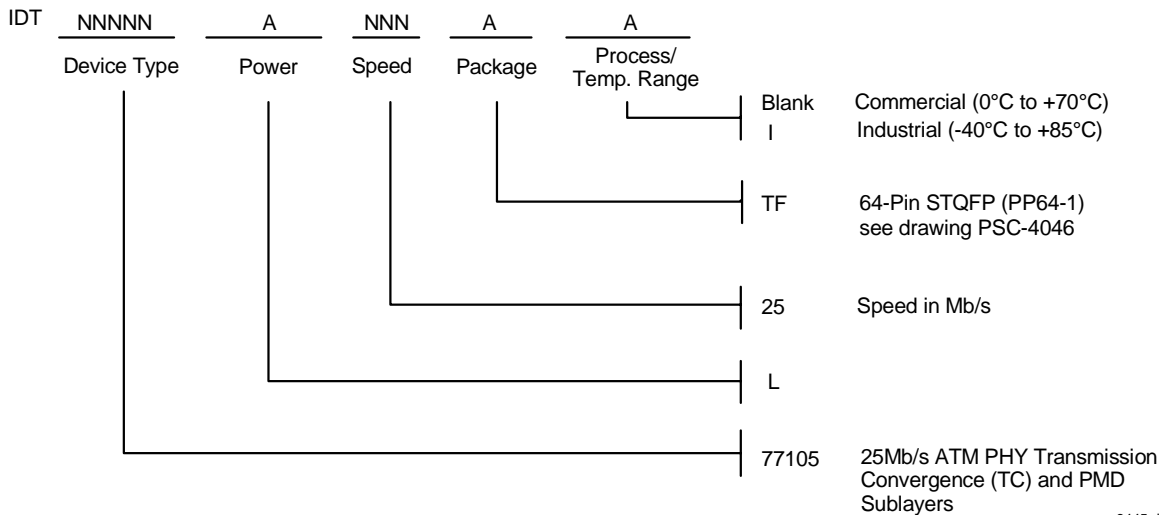 IDT NNNNN A NNN A A
Device Type Power Speed Package Process/
Temp. Range
Blank Commercial (0°C to +70°C)
I Industrial (-40°C to +85°C)
TF 64-Pin STQFP (PP64-1)
see drawing PSC-4046
25 Speed in Mb/s
L
77105 25Mb/s ATM PHY Transmission
Convergence (TC) and PMD
Sublayers